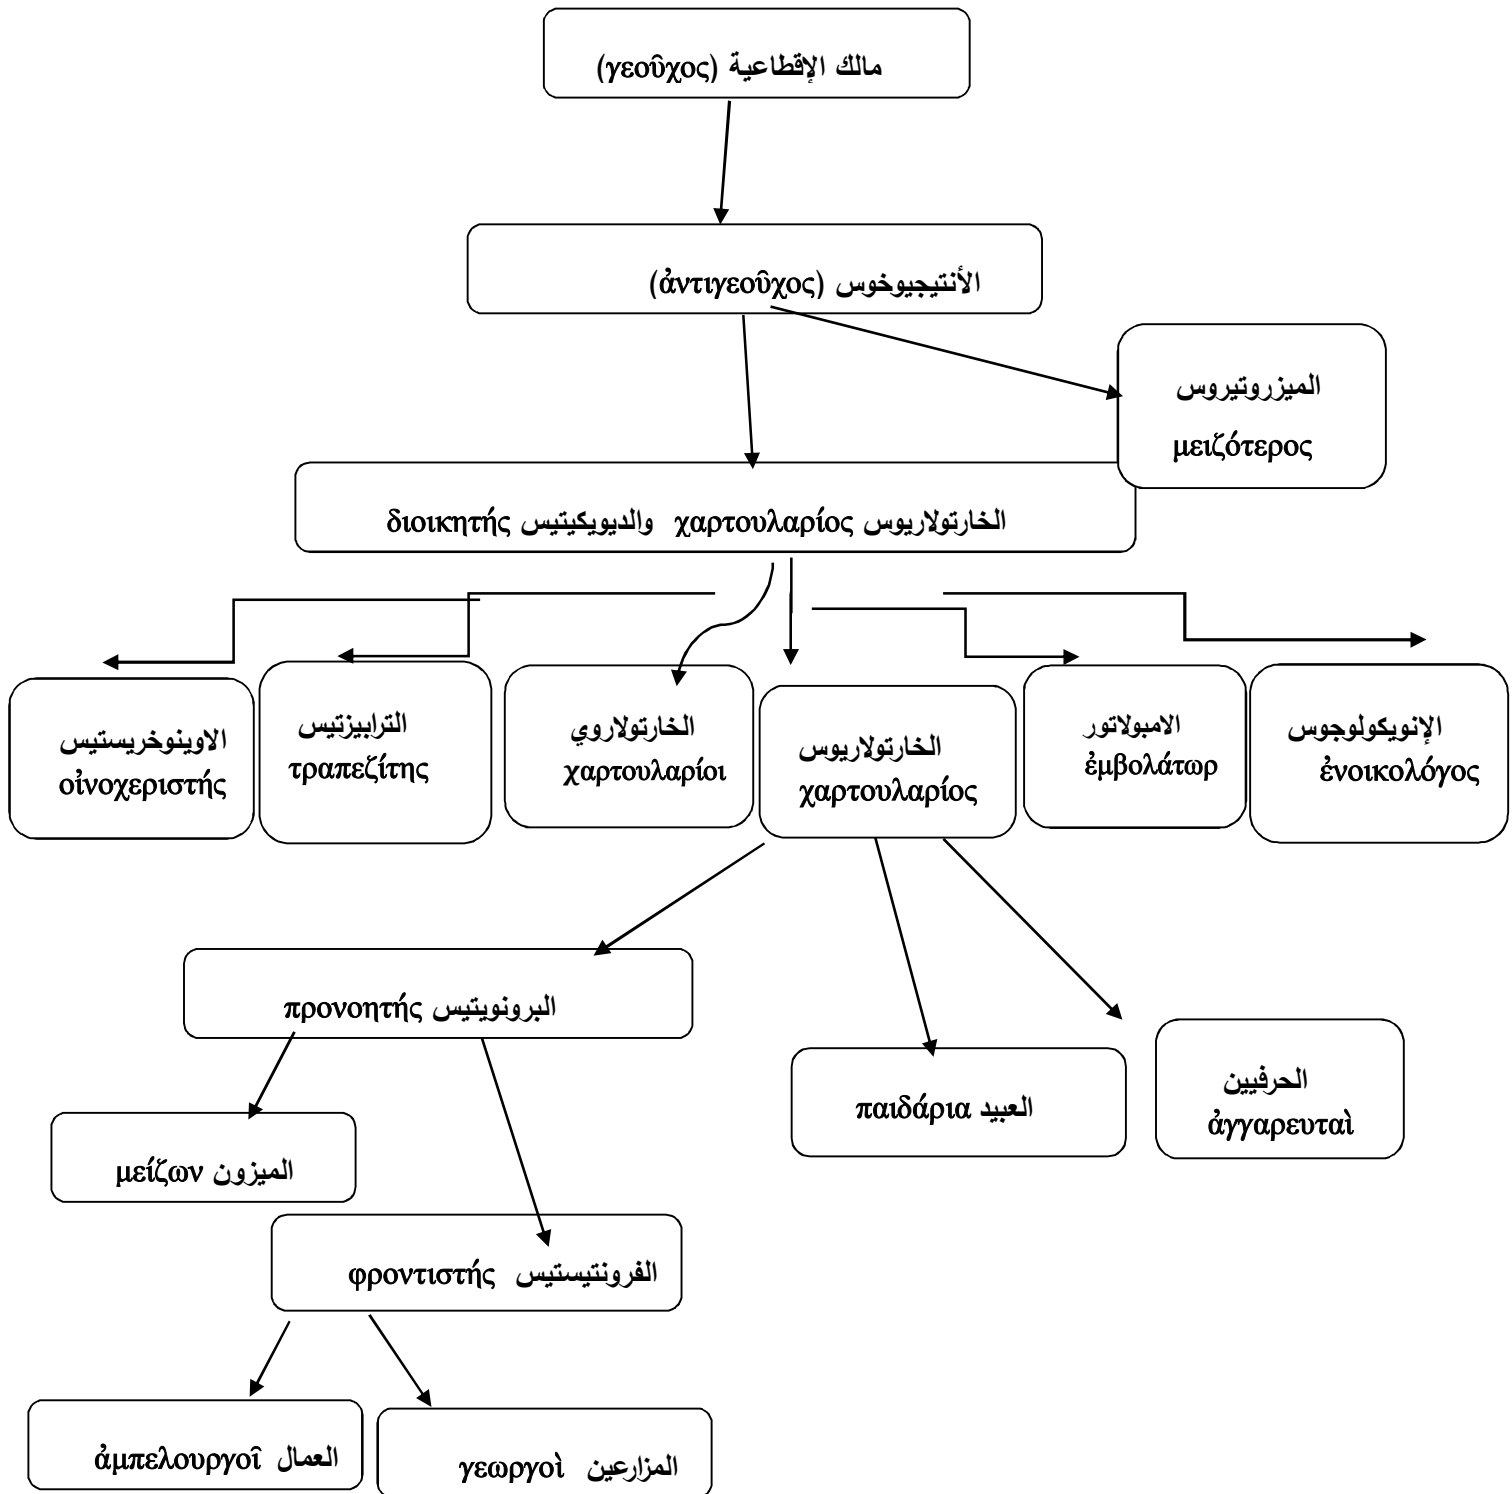 مالك الإقطاعية (γεοῦχος)
الأنتيجيوخوس (ἀντιγεοῦχος)
الميزروتيروس
μειζότερος
الخارتولاريوس χαρτουλαρίος والديويكيتيس διοικητής
الاوينوخريستيس
οἰνοχεριστής
الترابيزتيس
τραπεζίτης
الخارتولاروي
χαρτουλαρίοι
الخارتولاريوس
χαρτουλαρίος
الامبولاتور
ἐμβολάτωρ
الإنويكولوجوس
ἐνοικολόγος
البرونويتيس προνοητής
العبيد παιδάρια
الحرفيين
ἀγγαρευταὶ
الميزون μείζων
الفرونتيستيس φροντιστής
العمال ἀμπελουργοῖ
المزارعين γεωργοὶ